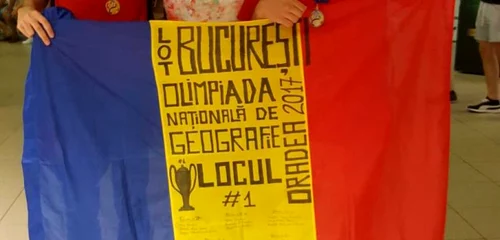 LOT BUCUREȘTI
OLIMPIADA
NAȚIONALĂ DE
GEOGRAFIE
ORADEA 2017
LOCUL
#1